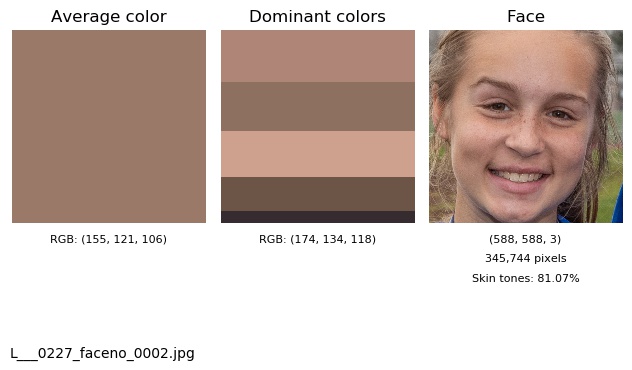 Average color
Dominant colors
Face
RGB: (155, 121, 106)
RGB: (174, 134, 118)
(588, 588, 3)
345,744 pixels
Skin tones: 81.07%
L___0227_faceno_0002.jpg